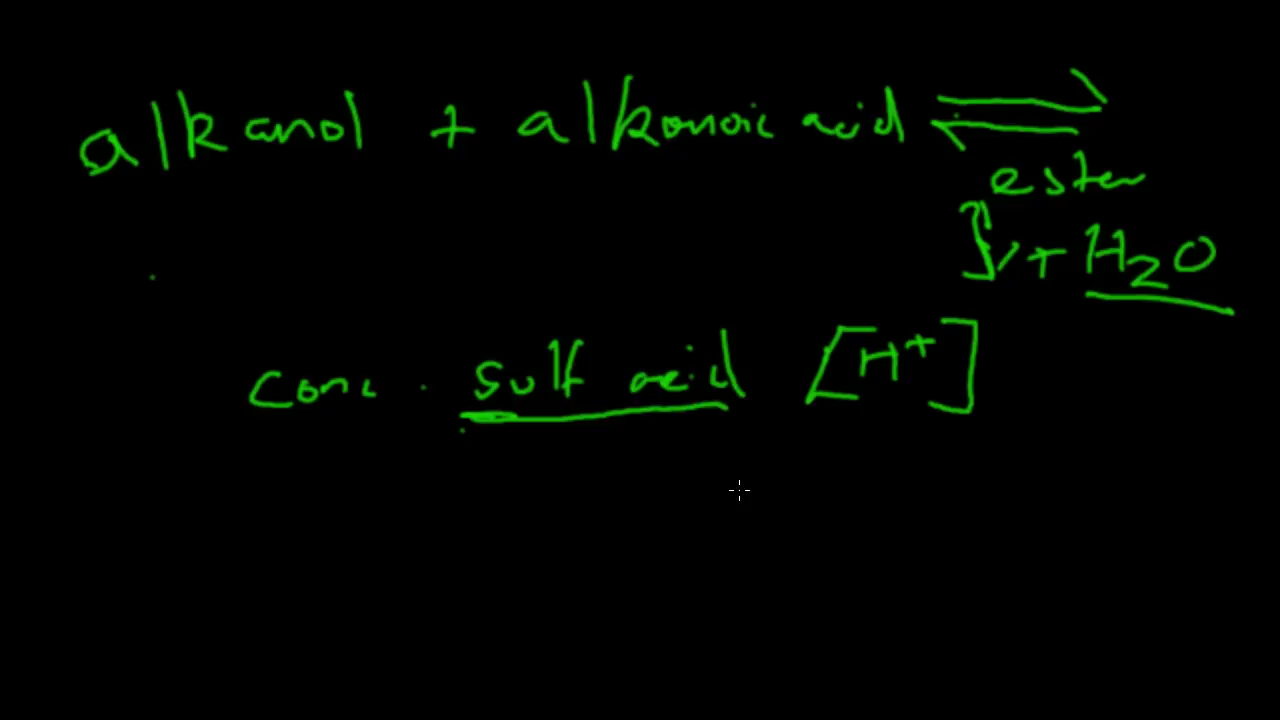 alkanol + alkanoic acid ⇌
ester
+ H₂O
conc. sulf acid [H⁺]